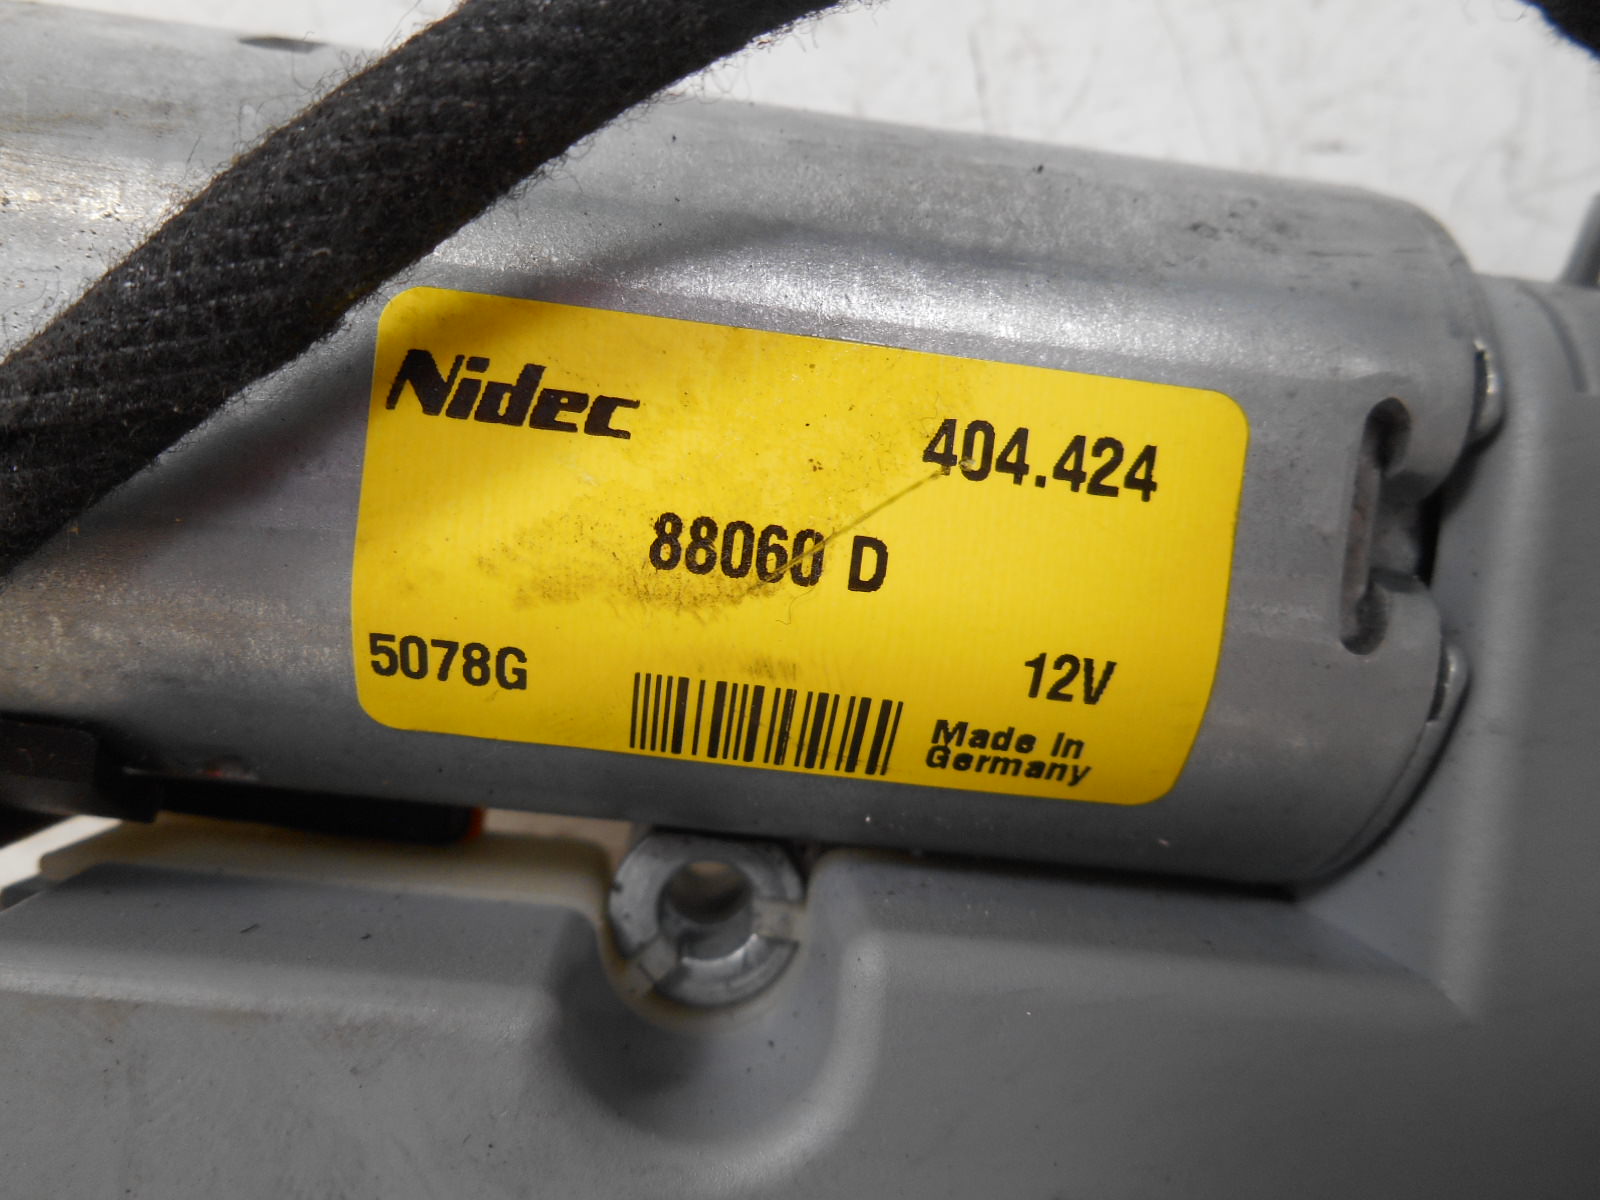 Nidec
404.424
88060 D
5078G
12V
Made in
Germany